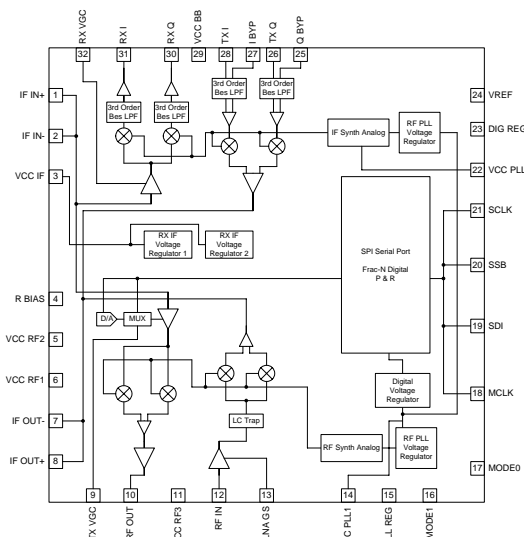 RX VGC
RX I
RX Q
VCC BB
TX I
I BYP
TX Q
Q BYP
32
31
30
29
28
27
26
25
3rd Order
Bes LPF
3rd Order
Bes LPF
3rd Order
Bes LPF
3rd Order
Bes LPF
IF IN+
1
IF IN-
2
VCC IF
3
R BIAS
4
VCC RF2
5
VCC RF1
6
IF OUT-
7
IF OUT+
8
24
VREF
23
DIG REG
22
VCC PLL
21
SCLK
20
SSB
19
SDI
18
MCLK
17
MODE0
IF Synth Analog
RF PLL
Voltage
Regulator
RX IF
Voltage
Regulator 1
RX IF
Voltage
Regulator 2
SPI Serial Port
Frac-N Digital
P & R
D/A
MUX
Digital
Voltage
Regulator
LC Trap
RF Synth Analog
RF PLL
Voltage
Regulator
9
10
11
12
13
14
15
16
TX VGC
RF OUT
CC RF3
RF IN
NA GS
C PLL1
LL REG
MODE1